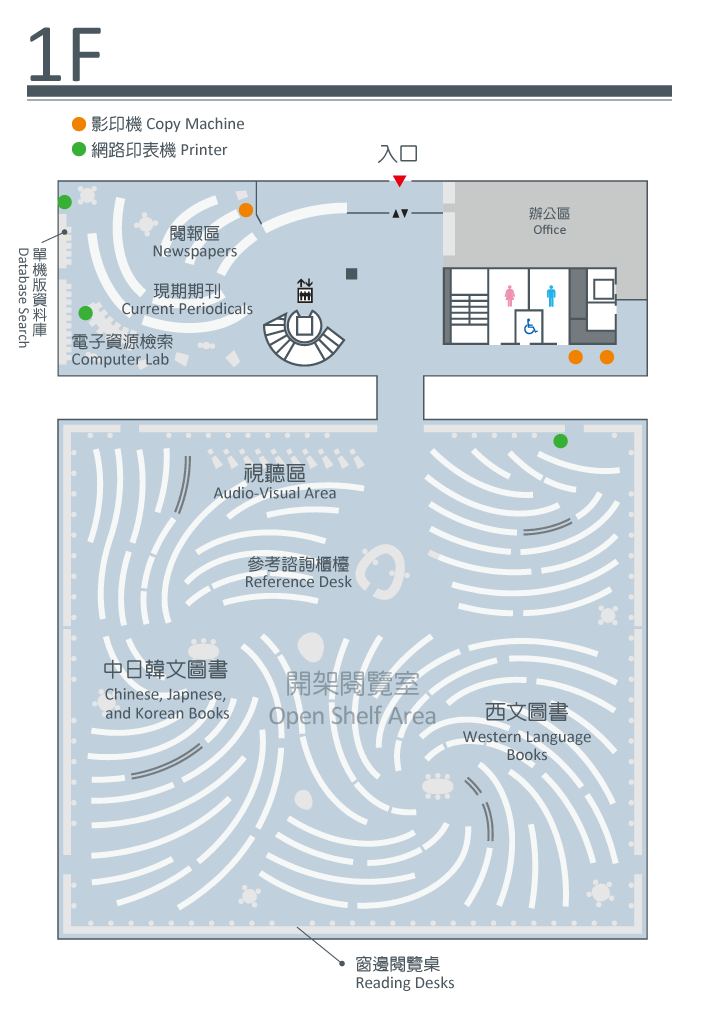 1F
影印機 Copy Machine
網路印表機 Printer
入口
辦公區
Office
閱報區
Newspapers
現期期刊
Current Periodicals
單機版資料庫
Database Search
電子資源檢索
Computer Lab
視聽區
Audio-Visual Area
參考諮詢櫃檯
Reference Desk
中日韓文圖書
Chinese, Japnese,
and Korean Books
開架閱覽室
Open Shelf Area
西文圖書
Western Language
Books
窗邊閱覽桌
Reading Desks